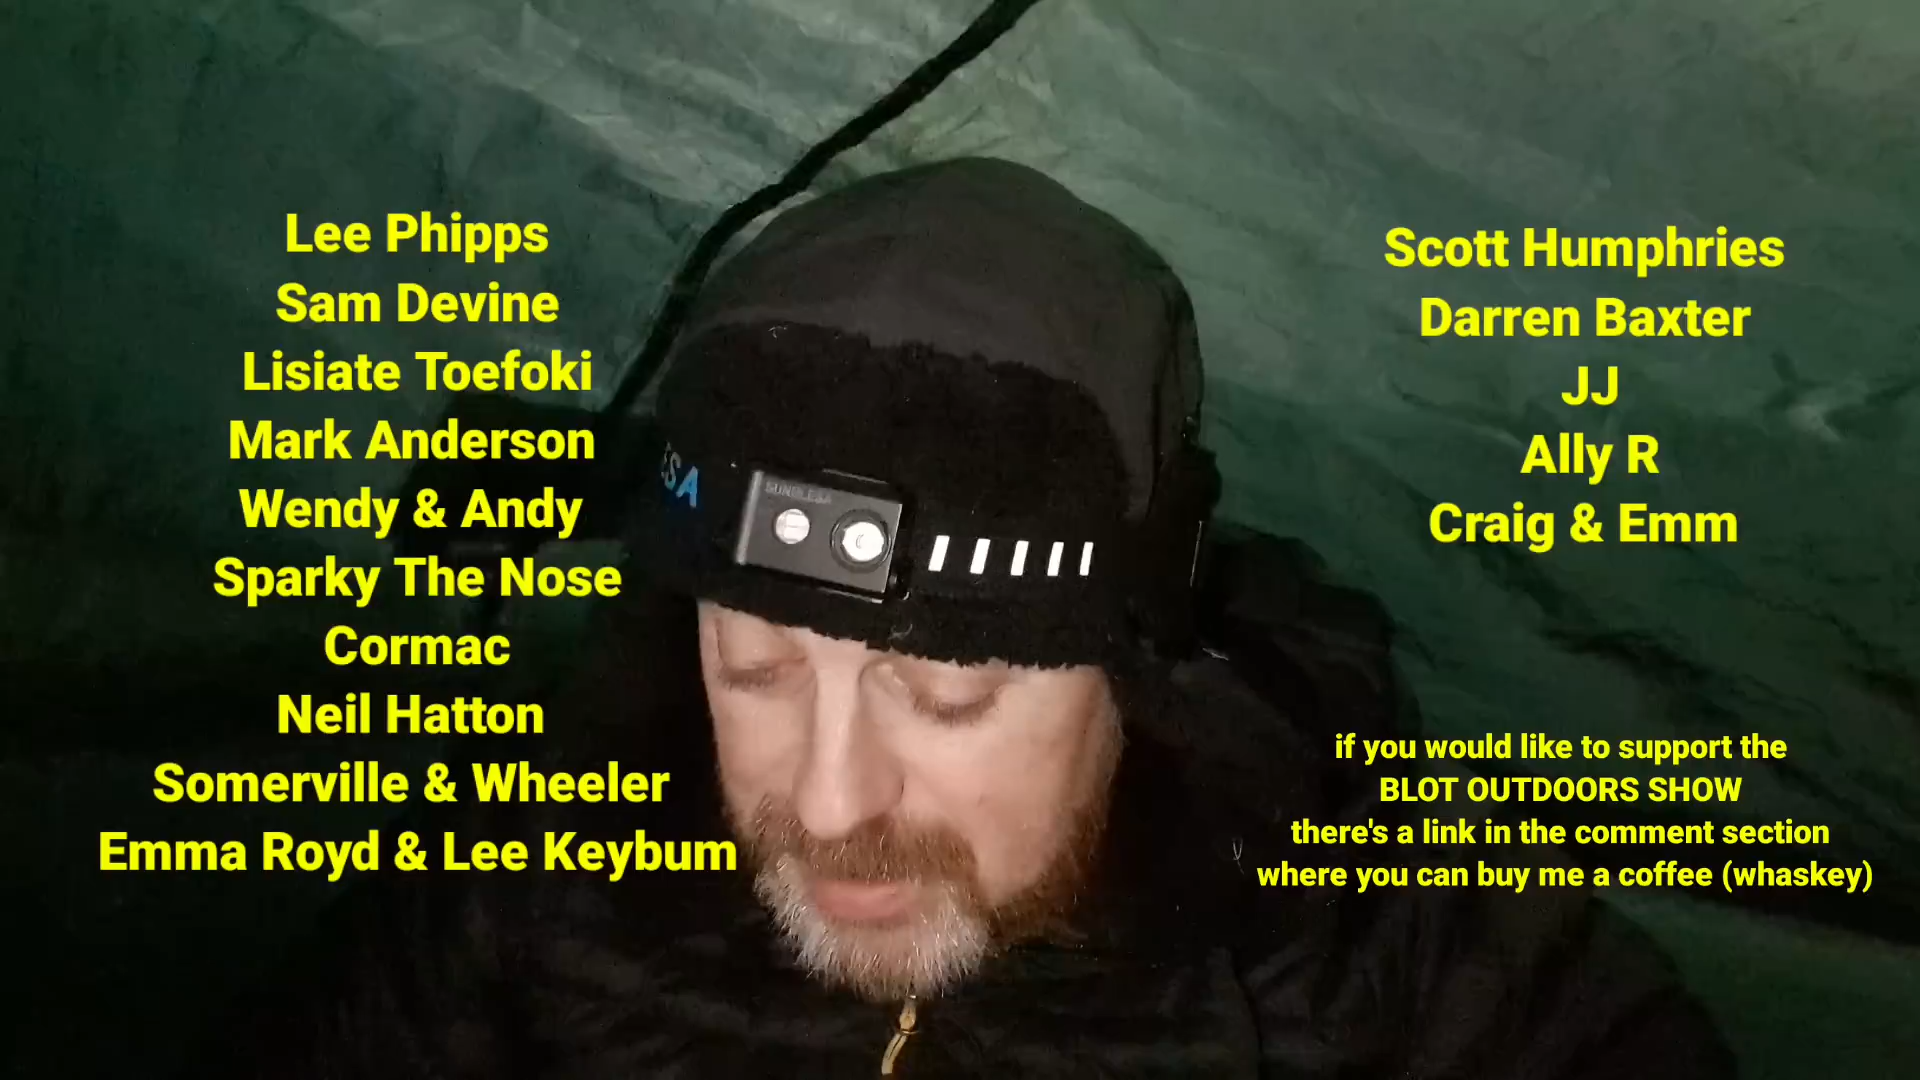 Lee Phipps
Sam Devine
Lisiate Toefoki
Mark Anderson
Wendy & Andy
Sparky The Nose
Cormac
Neil Hatton
Somerville & Wheeler
Emma Royd & Lee Keybum
Scott Humphries
Darren Baxter
JJ
Ally R
Craig & Emm
if you would like to support the
BLOT OUTDOORS SHOW
there's a link in the comment section
where you can buy me a coffee (whaskey)